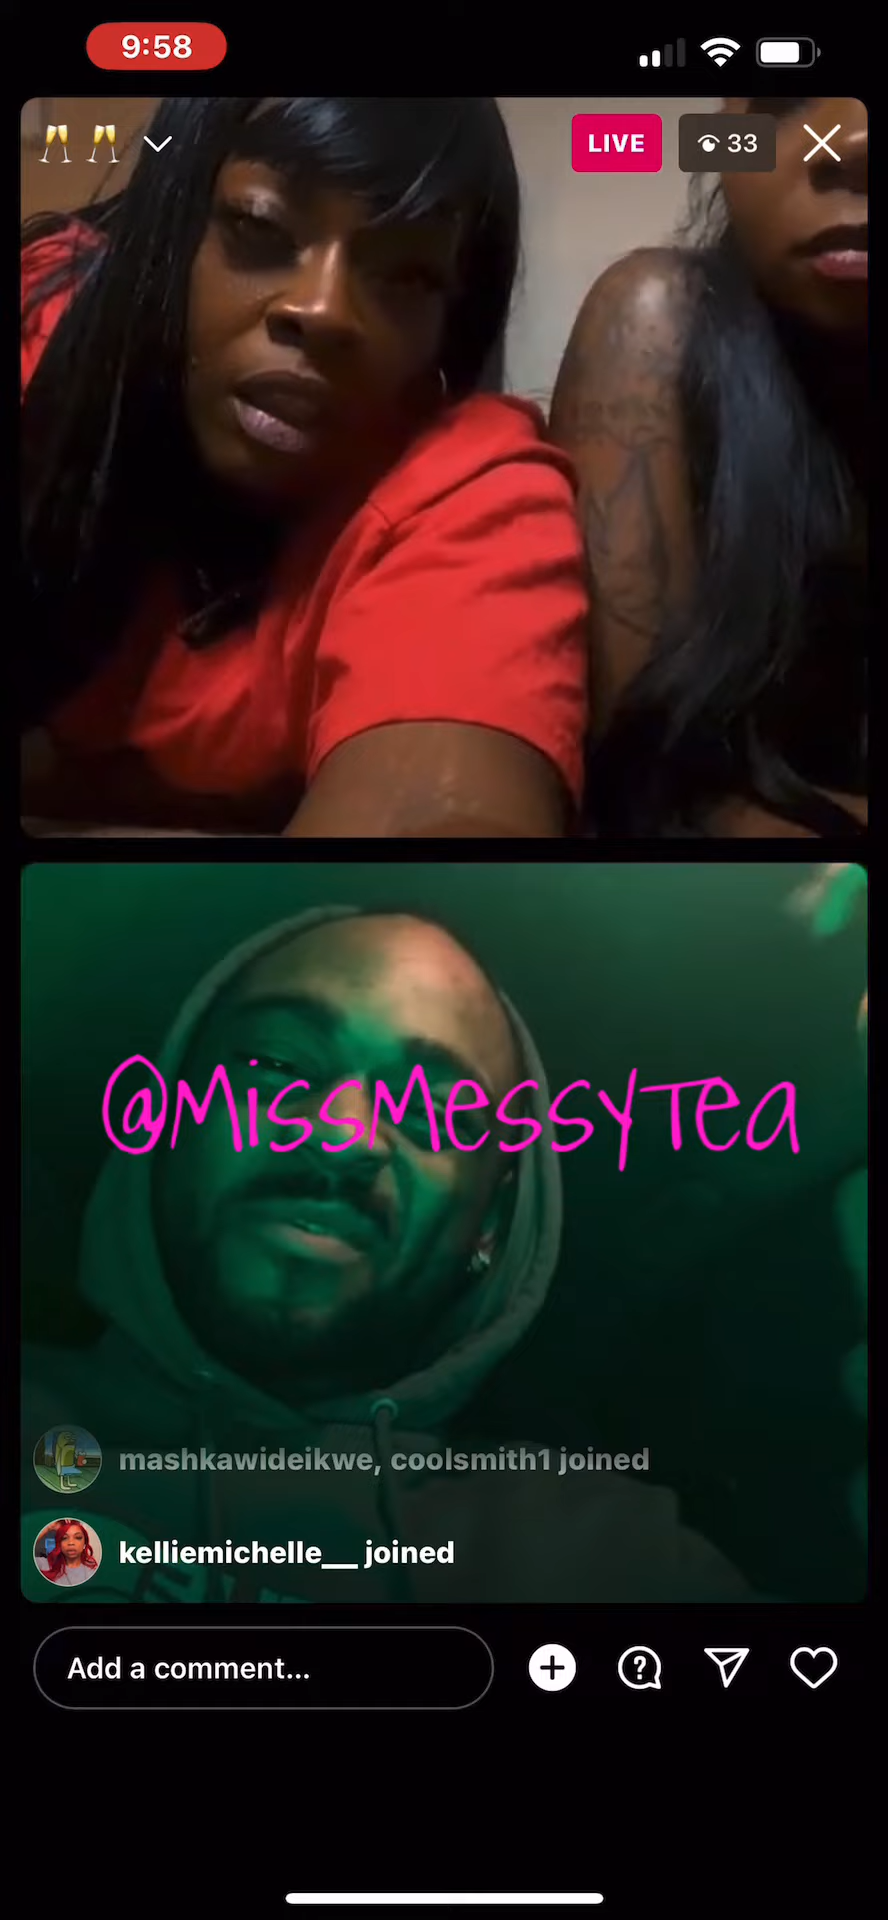 9:58
LIVE
33
@MissMessyTea
mashkawideikwe, coolsmith1 joined
kelliemichelle__ joined
Add a comment...